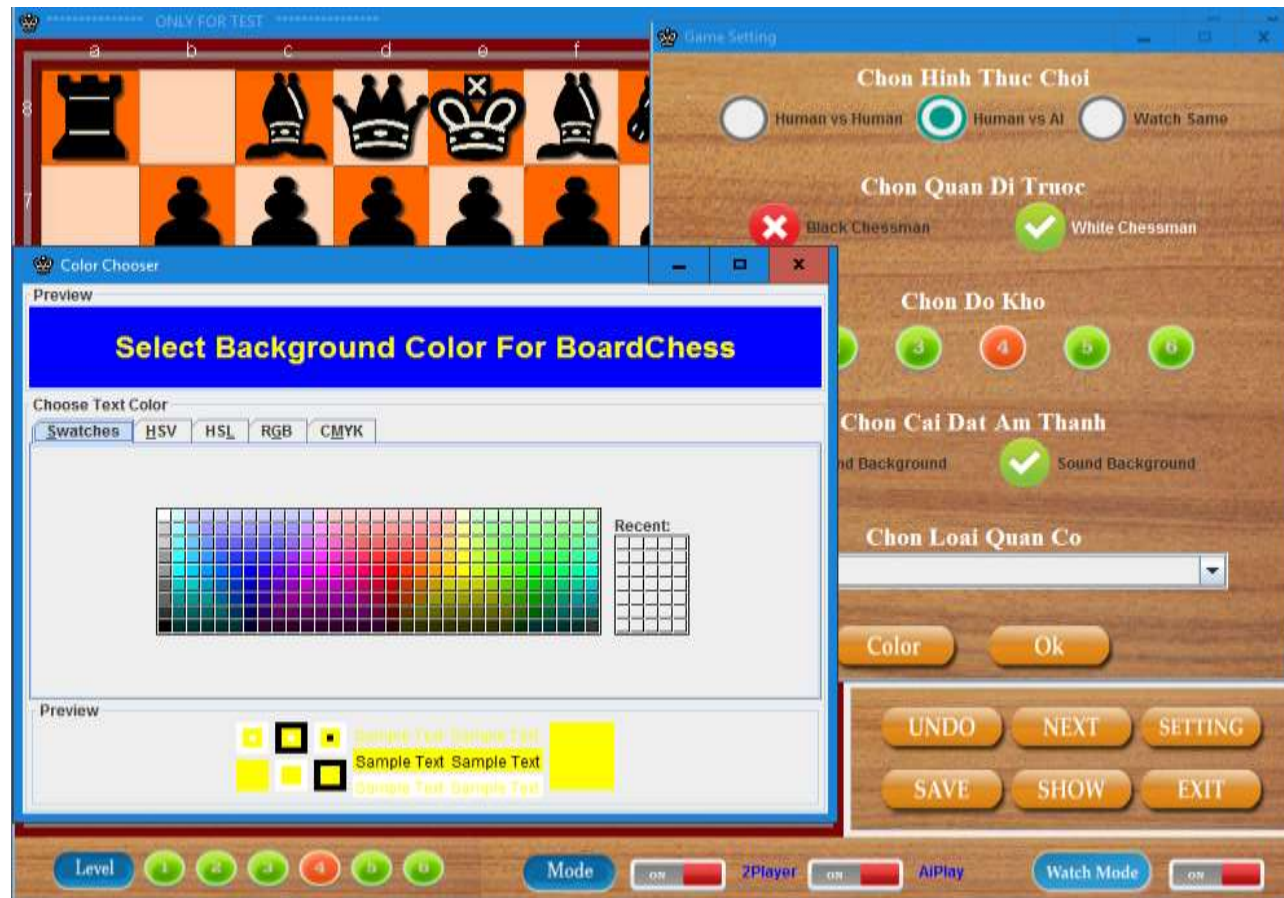 *************** ONLY FOR TEST ****************
a b c d e f
8
7
Game Setting
Chon Hinh Thuc Choi
Human vs Human Human vs AI Watch Same
Chon Quan Di Truoc
Black Chessman White Chessman
Chon Do Kho
3 4 5 6
Chon Cai Dat Am Thanh
nd Background Sound Background
Chon Loai Quan Co
Color Ok
Color Chooser
Preview
Select Background Color For BoardChess
Choose Text Color
Swatches HSV HSL RGB CMYK
Recent:
Preview
Sample Text Sample Text
Sample Text Sample Text
Sample Text Sample Text
UNDO NEXT SETTING
SAVE SHOW EXIT
Level 1 2 3 4 5 6 Mode ON 2Player ON AiPlay Watch Mode ON